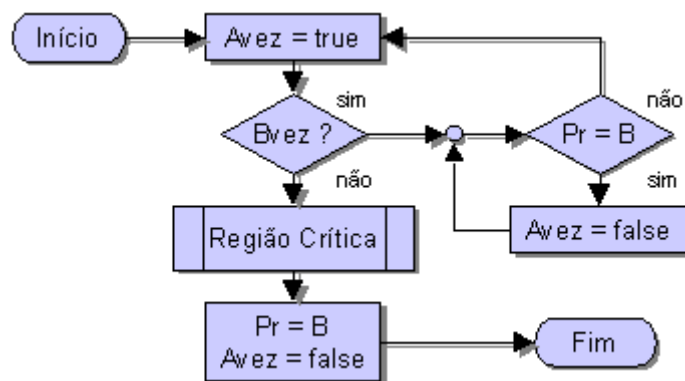 Início
Avez = true
sim
não
Bvez ?
Pr = B
não
sim
Região Crítica
Avez = false
Pr = B
Avez = false
Fim